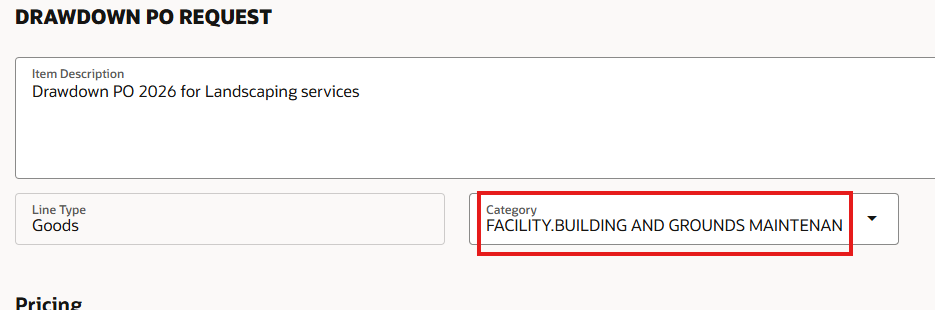 DRAWDOWN PO REQUEST
Item Description
Drawdown PO 2026 for Landscaping services
Line Type
Goods
Category
FACILITY.BUILDING AND GROUNDS MAINTENAN
Pricing